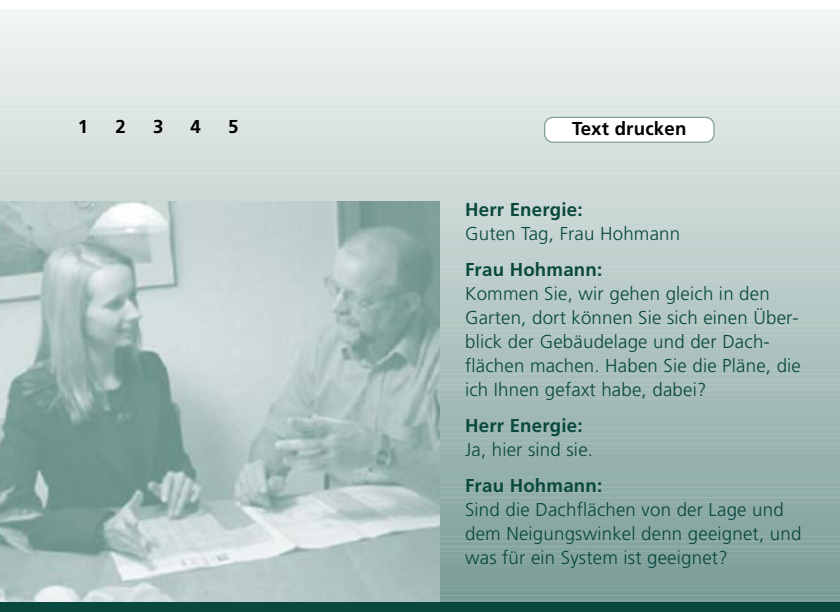 1 2 3 4 5
Text drucken
Herr Energie:
Guten Tag, Frau Hohmann
Frau Hohmann:
Kommen Sie, wir gehen gleich in den
Garten, dort können Sie sich einen Über-
blick der Gebäudelage und der Dach-
flächen machen. Haben Sie die Pläne, die
ich Ihnen gefaxt habe, dabei?
Herr Energie:
Ja, hier sind sie.
Frau Hohmann:
Sind die Dachflächen von der Lage und
dem Neigungswinkel denn geeignet, und
was für ein System ist geeignet?